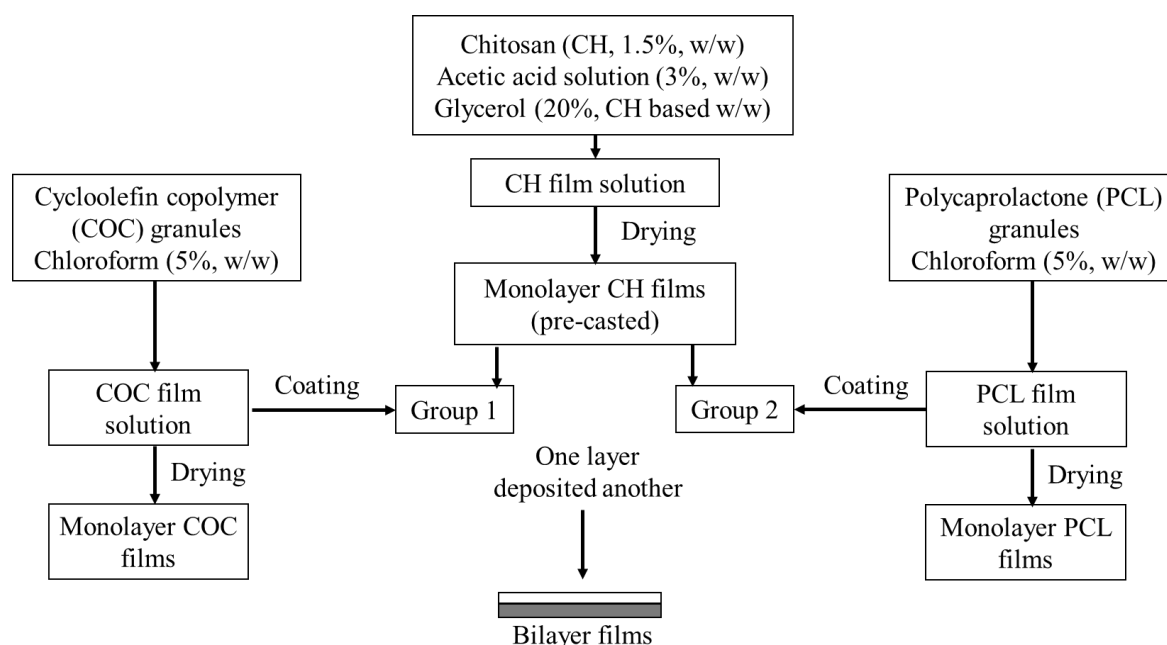 Chitosan (CH, 1.5%, w/w)
Acetic acid solution (3%, w/w)
Glycerol (20%, CH based w/w)
CH film solution
Drying
Monolayer CH films
(pre-casted)
Cycloolefin copolymer
(COC) granules
Chloroform (5%, w/w)
COC film
solution
Coating
Group 1
Drying
Monolayer COC
films
Polycaprolactone (PCL)
granules
Chloroform (5%, w/w)
PCL film
solution
Coating
Group 2
Drying
Monolayer PCL
films
One layer
deposited another
Bilayer films